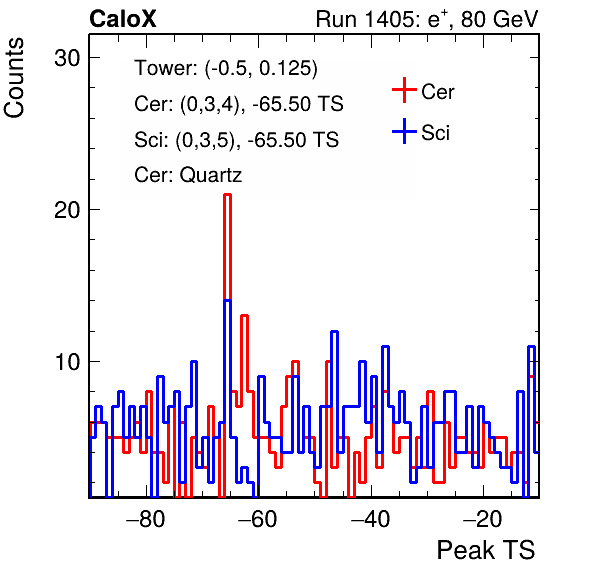 CaloX Run 1405: e⁺, 80 GeV
Counts
30
20
10
Tower: (-0.5, 0.125)
Cer: (0,3,4), -65.50 TS
Sci: (0,3,5), -65.50 TS
Cer: Quartz
Cer
Sci
−80 −60 −40 −20
Peak TS